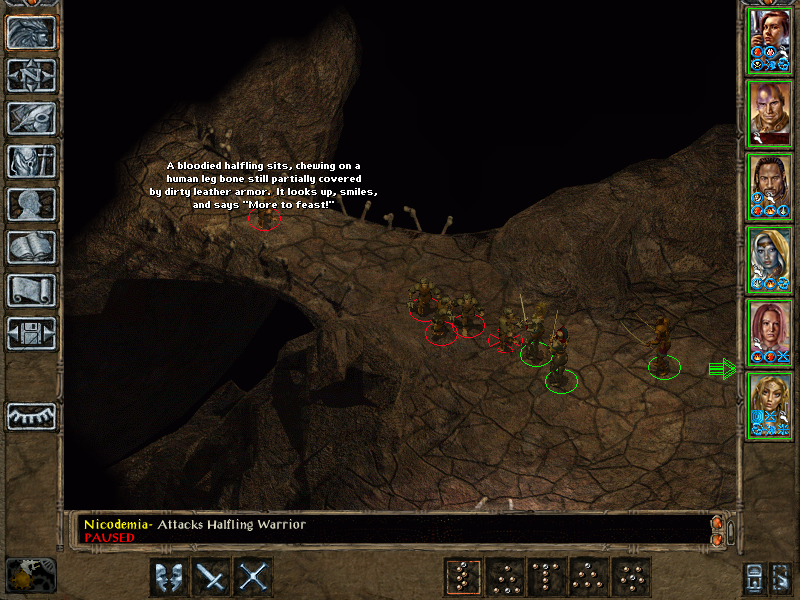 A bloodied halfling sits, chewing on a
human leg bone still partially covered
by dirty leather armor. It looks up, smiles,
and says "More to feast!"
Nicodemia- Attacks Halfling Warrior
PAUSED